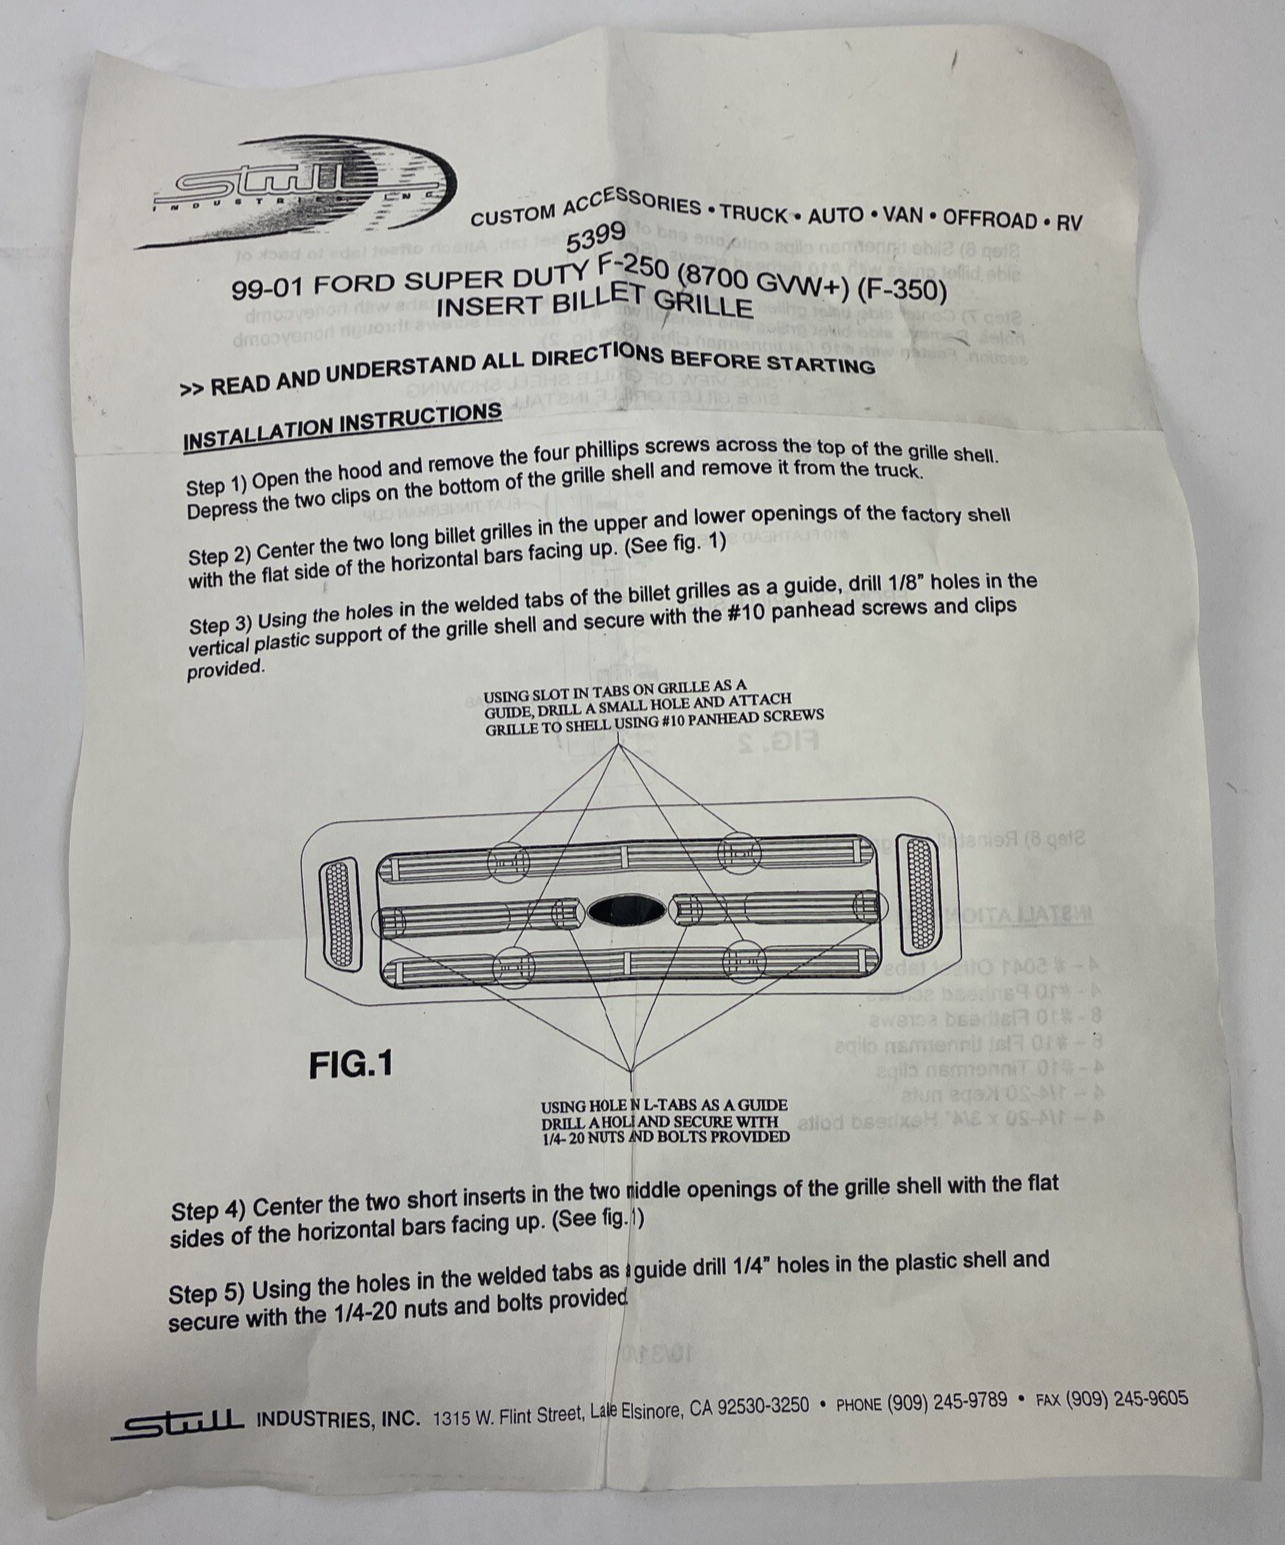 Stull
INDUSTRIES INC
CUSTOM ACCESSORIES • TRUCK • AUTO • VAN • OFFROAD • RV
5399
99-01 FORD SUPER DUTY F-250 (8700 GVW+) (F-350)
INSERT BILLET GRILLE
>> READ AND UNDERSTAND ALL DIRECTIONS BEFORE STARTING
INSTALLATION INSTRUCTIONS
Step 1) Open the hood and remove the four phillips screws across the top of the grille shell.
Depress the two clips on the bottom of the grille shell and remove it from the truck.
Step 2) Center the two long billet grilles in the upper and lower openings of the factory shell
with the flat side of the horizontal bars facing up. (See fig. 1)
Step 3) Using the holes in the welded tabs of the billet grilles as a guide, drill 1/8” holes in the
vertical plastic support of the grille shell and secure with the #10 panhead screws and clips
provided.
USING SLOT IN TABS ON GRILLE AS A
GUIDE, DRILL A SMALL HOLE AND ATTACH
GRILLE TO SHELL USING #10 PANHEAD SCREWS
FIG.1
USING HOLE N L-TABS AS A GUIDE
DRILL A HOL AND SECURE WITH
1/4- 20 NUTS AND BOLTS PROVIDED
Step 4) Center the two short inserts in the two middle openings of the grille shell with the flat
sides of the horizontal bars facing up. (See fig. 1)
Step 5) Using the holes in the welded tabs as a guide drill 1/4” holes in the plastic shell and
secure with the 1/4-20 nuts and bolts provided
Stull INDUSTRIES, INC. 1315 W. Flint Street, Lake Elsinore, CA 92530-3250 • PHONE (909) 245-9789 • FAX (909) 245-9605